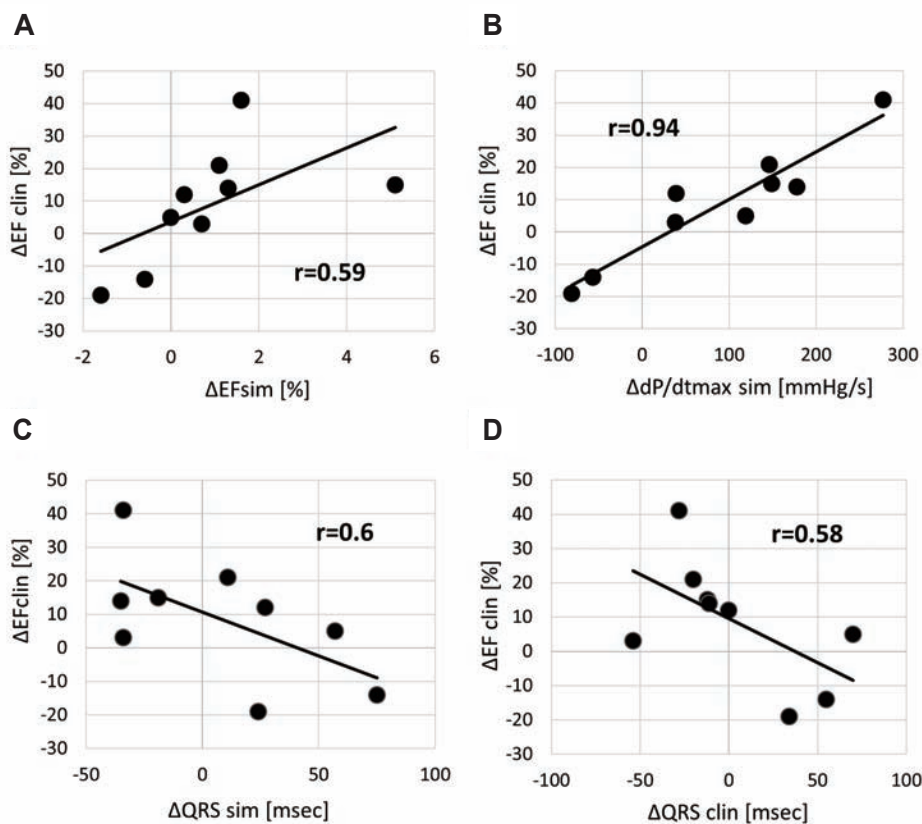 A
50
40
30
20
10
0
-10
-20
-30
ΔEF clin [%]
r=0.59
-2 0 2 4 6
ΔEFsim [%]
B
50
40
30
20
10
0
-10
-20
-30
ΔEF clin [%]
r=0.94
-100 0 100 200 300
ΔdP/dtmax sim [mmHg/s]
C
50
40
30
20
10
0
-10
-20
-30
ΔEFclin [%]
r=0.6
-50 0 50 100
ΔQRS sim [msec]
D
50
40
30
20
10
0
-10
-20
-30
ΔEF clin [%]
r=0.58
-100 -50 0 50 100
ΔQRS clin [msec]